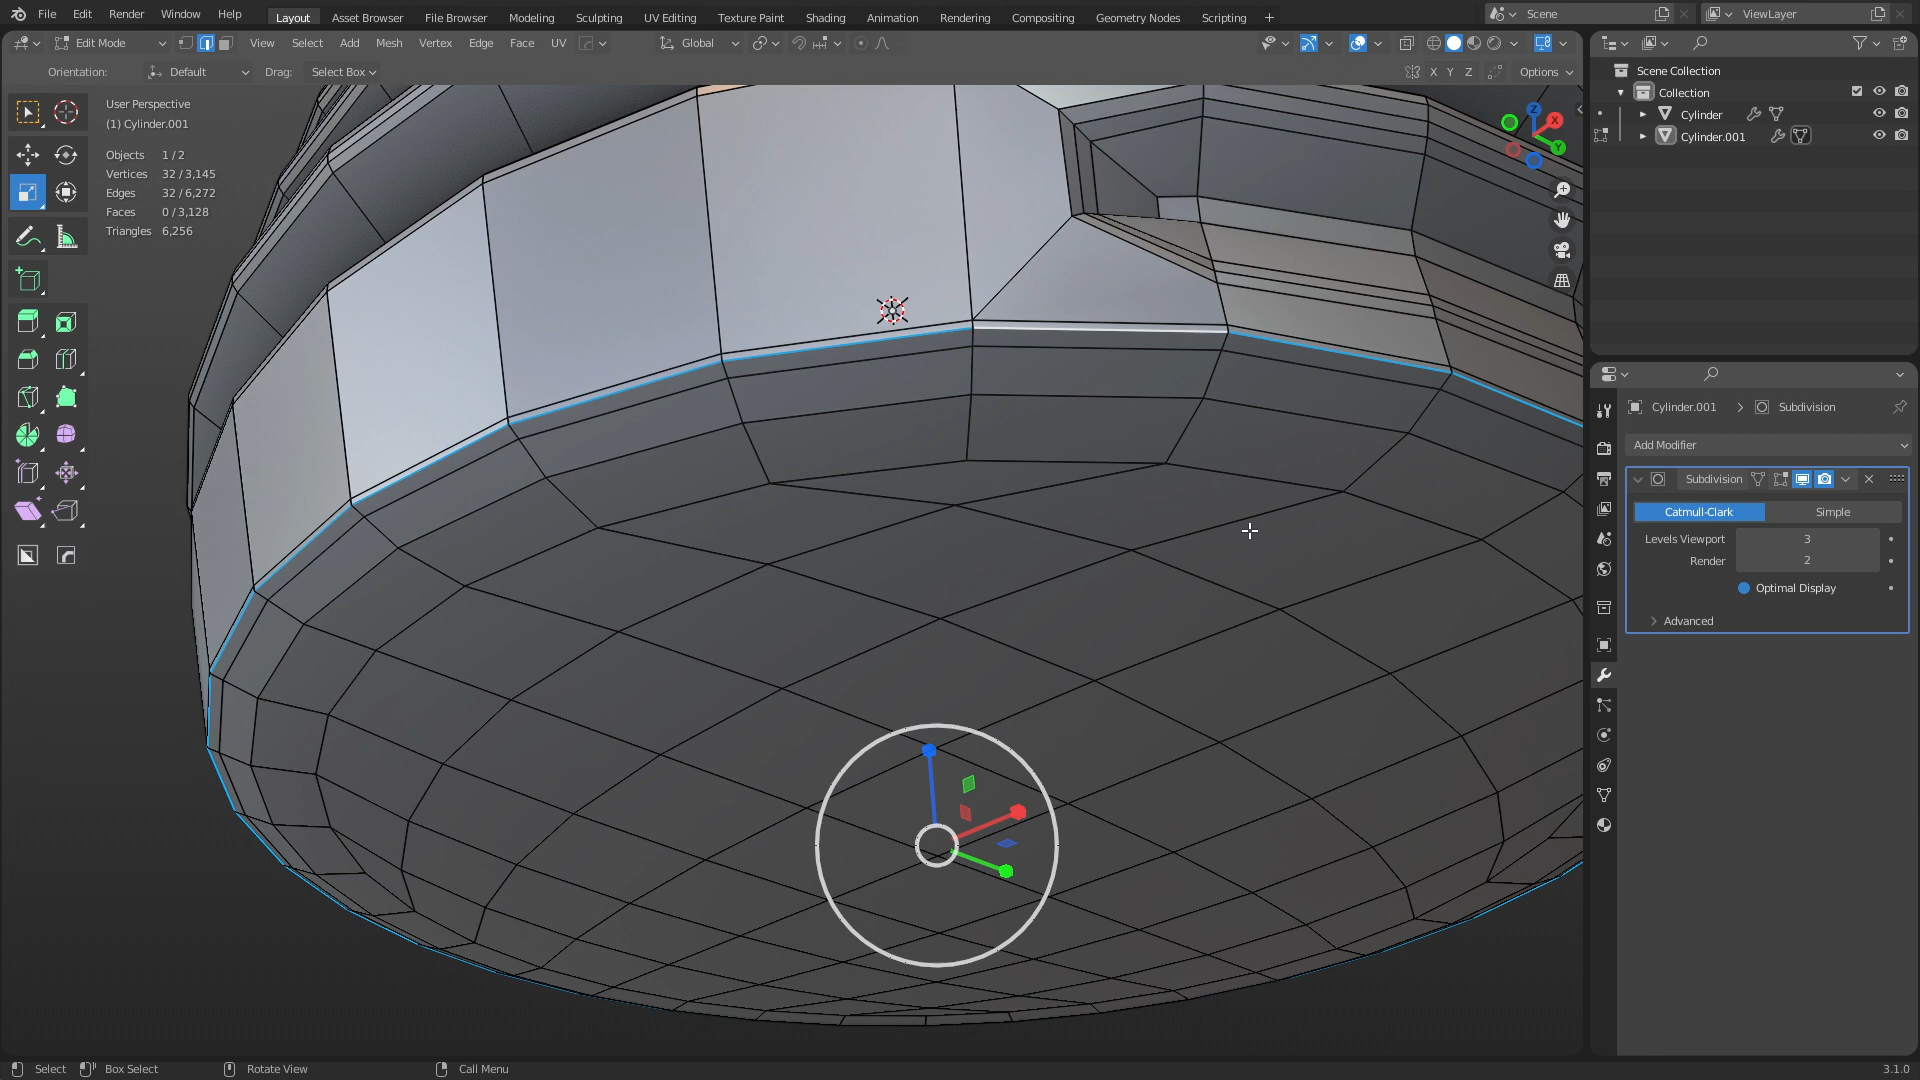 File Edit Render Window Help Layout Asset Browser File Browser Modeling Sculpting UV Editing Texture Paint Shading Animation Rendering Compositing Geometry Nodes Scripting + Scene ViewLayer
Edit Mode View Select Add Mesh Vertex Edge Face UV Global
Orientation: Default Drag: Select Box X Y Z Options
User Perspective
(1) Cylinder.001
Objects 1 / 2
Vertices 32 / 3,145
Edges 32 / 6,272
Faces 0 / 3,128
Triangles 6,256
Z
X
Y
Scene Collection
Collection
Cylinder
Cylinder.001
Cylinder.001 > Subdivision
Add Modifier
Subdivision
Catmull-Clark Simple
Levels Viewport 3
Render 2
Optimal Display
Advanced
Select Box Select Rotate View Call Menu 3.1.0